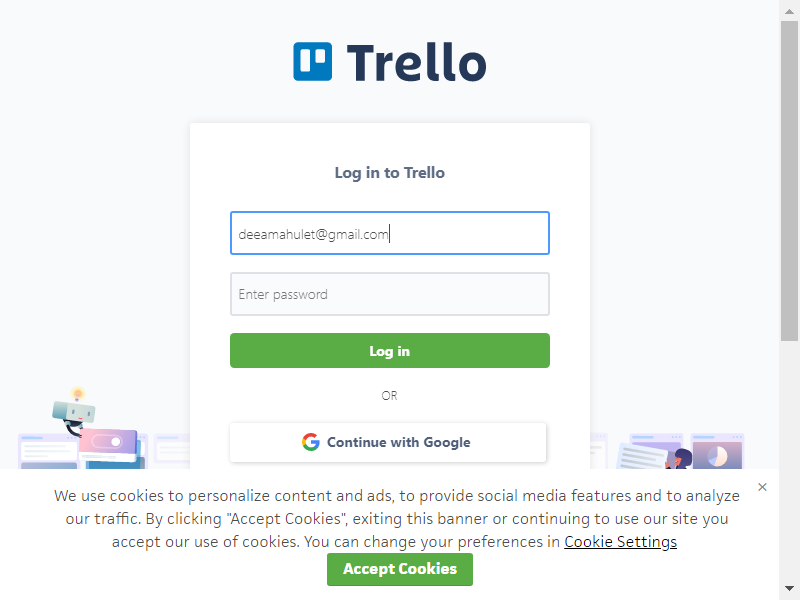 Trello
Log in to Trello
deeamahulet@gmail.com
Enter password
Log in
OR
Continue with Google
We use cookies to personalize content and ads, to provide social media features and to analyze
our traffic. By clicking "Accept Cookies", exiting this banner or continuing to use our site you
accept our use of cookies. You can change your preferences in Cookie Settings
Accept Cookies